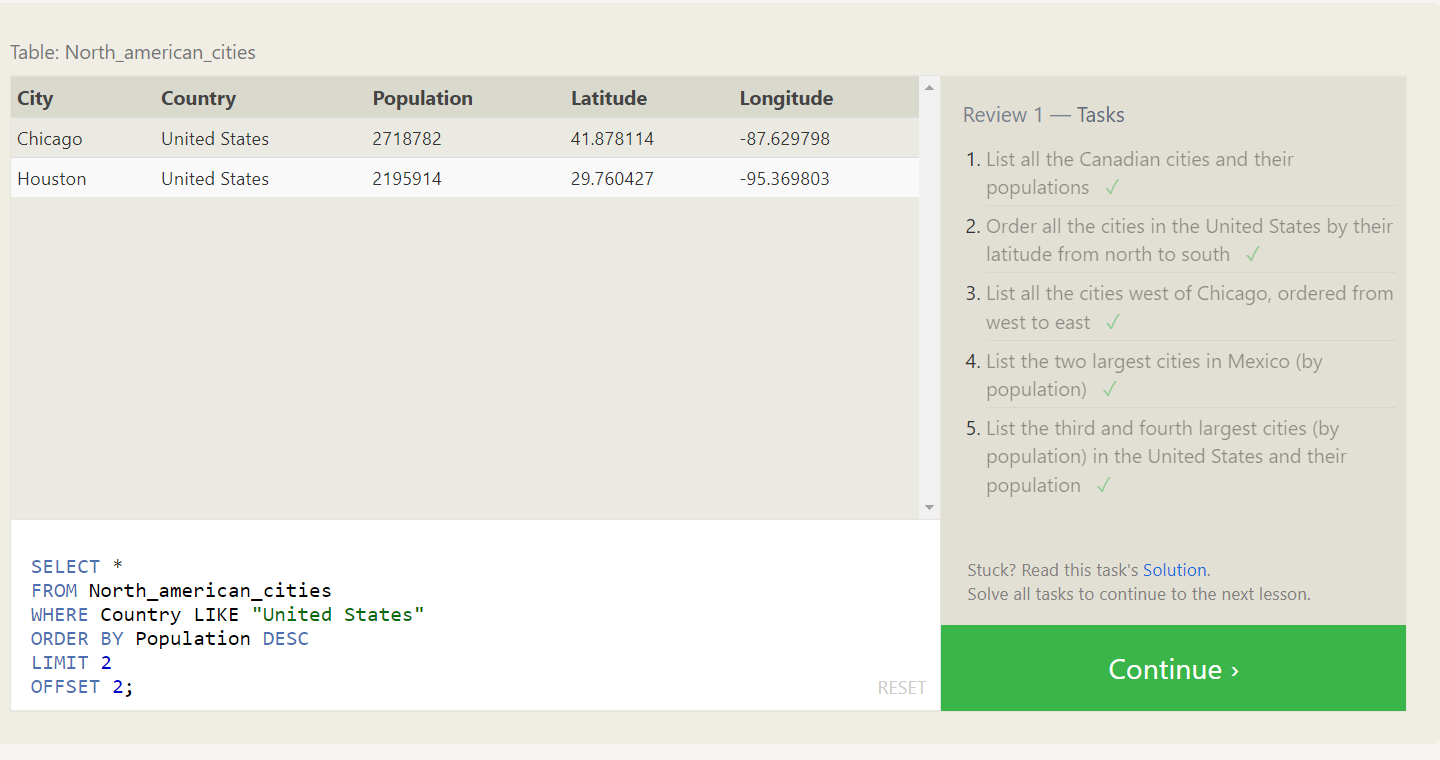 Table: North_american_cities
City Country Population Latitude Longitude
Chicago United States 2718782 41.878114 -87.629798
Houston United States 2195914 29.760427 -95.369803
SELECT *
FROM North_american_cities
WHERE Country LIKE "United States"
ORDER BY Population DESC
LIMIT 2
OFFSET 2;
RESET
Review 1 — Tasks
1. List all the Canadian cities and their
populations ✓
2. Order all the cities in the United States by their
latitude from north to south ✓
3. List all the cities west of Chicago, ordered from
west to east ✓
4. List the two largest cities in Mexico (by
population) ✓
5. List the third and fourth largest cities (by
population) in the United States and their
population ✓
Stuck? Read this task's Solution.
Solve all tasks to continue to the next lesson.
Continue ›